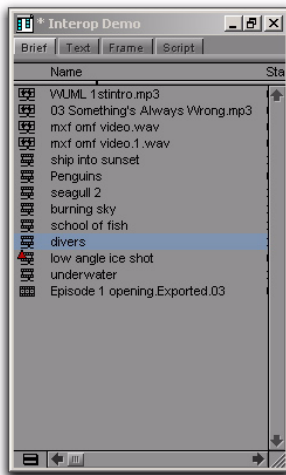 * Interop Demo
Brief Text Frame Script
Name Sta
WUML 1stintro.mp3
03 Something's Always Wrong.mp3
mxf omf video.wav
mxf omf video.1.wav
ship into sunset
Penguins
seagull 2
burning sky
school of fish
divers
low angle ice shot
underwater
Episode 1 opening.Exported.03